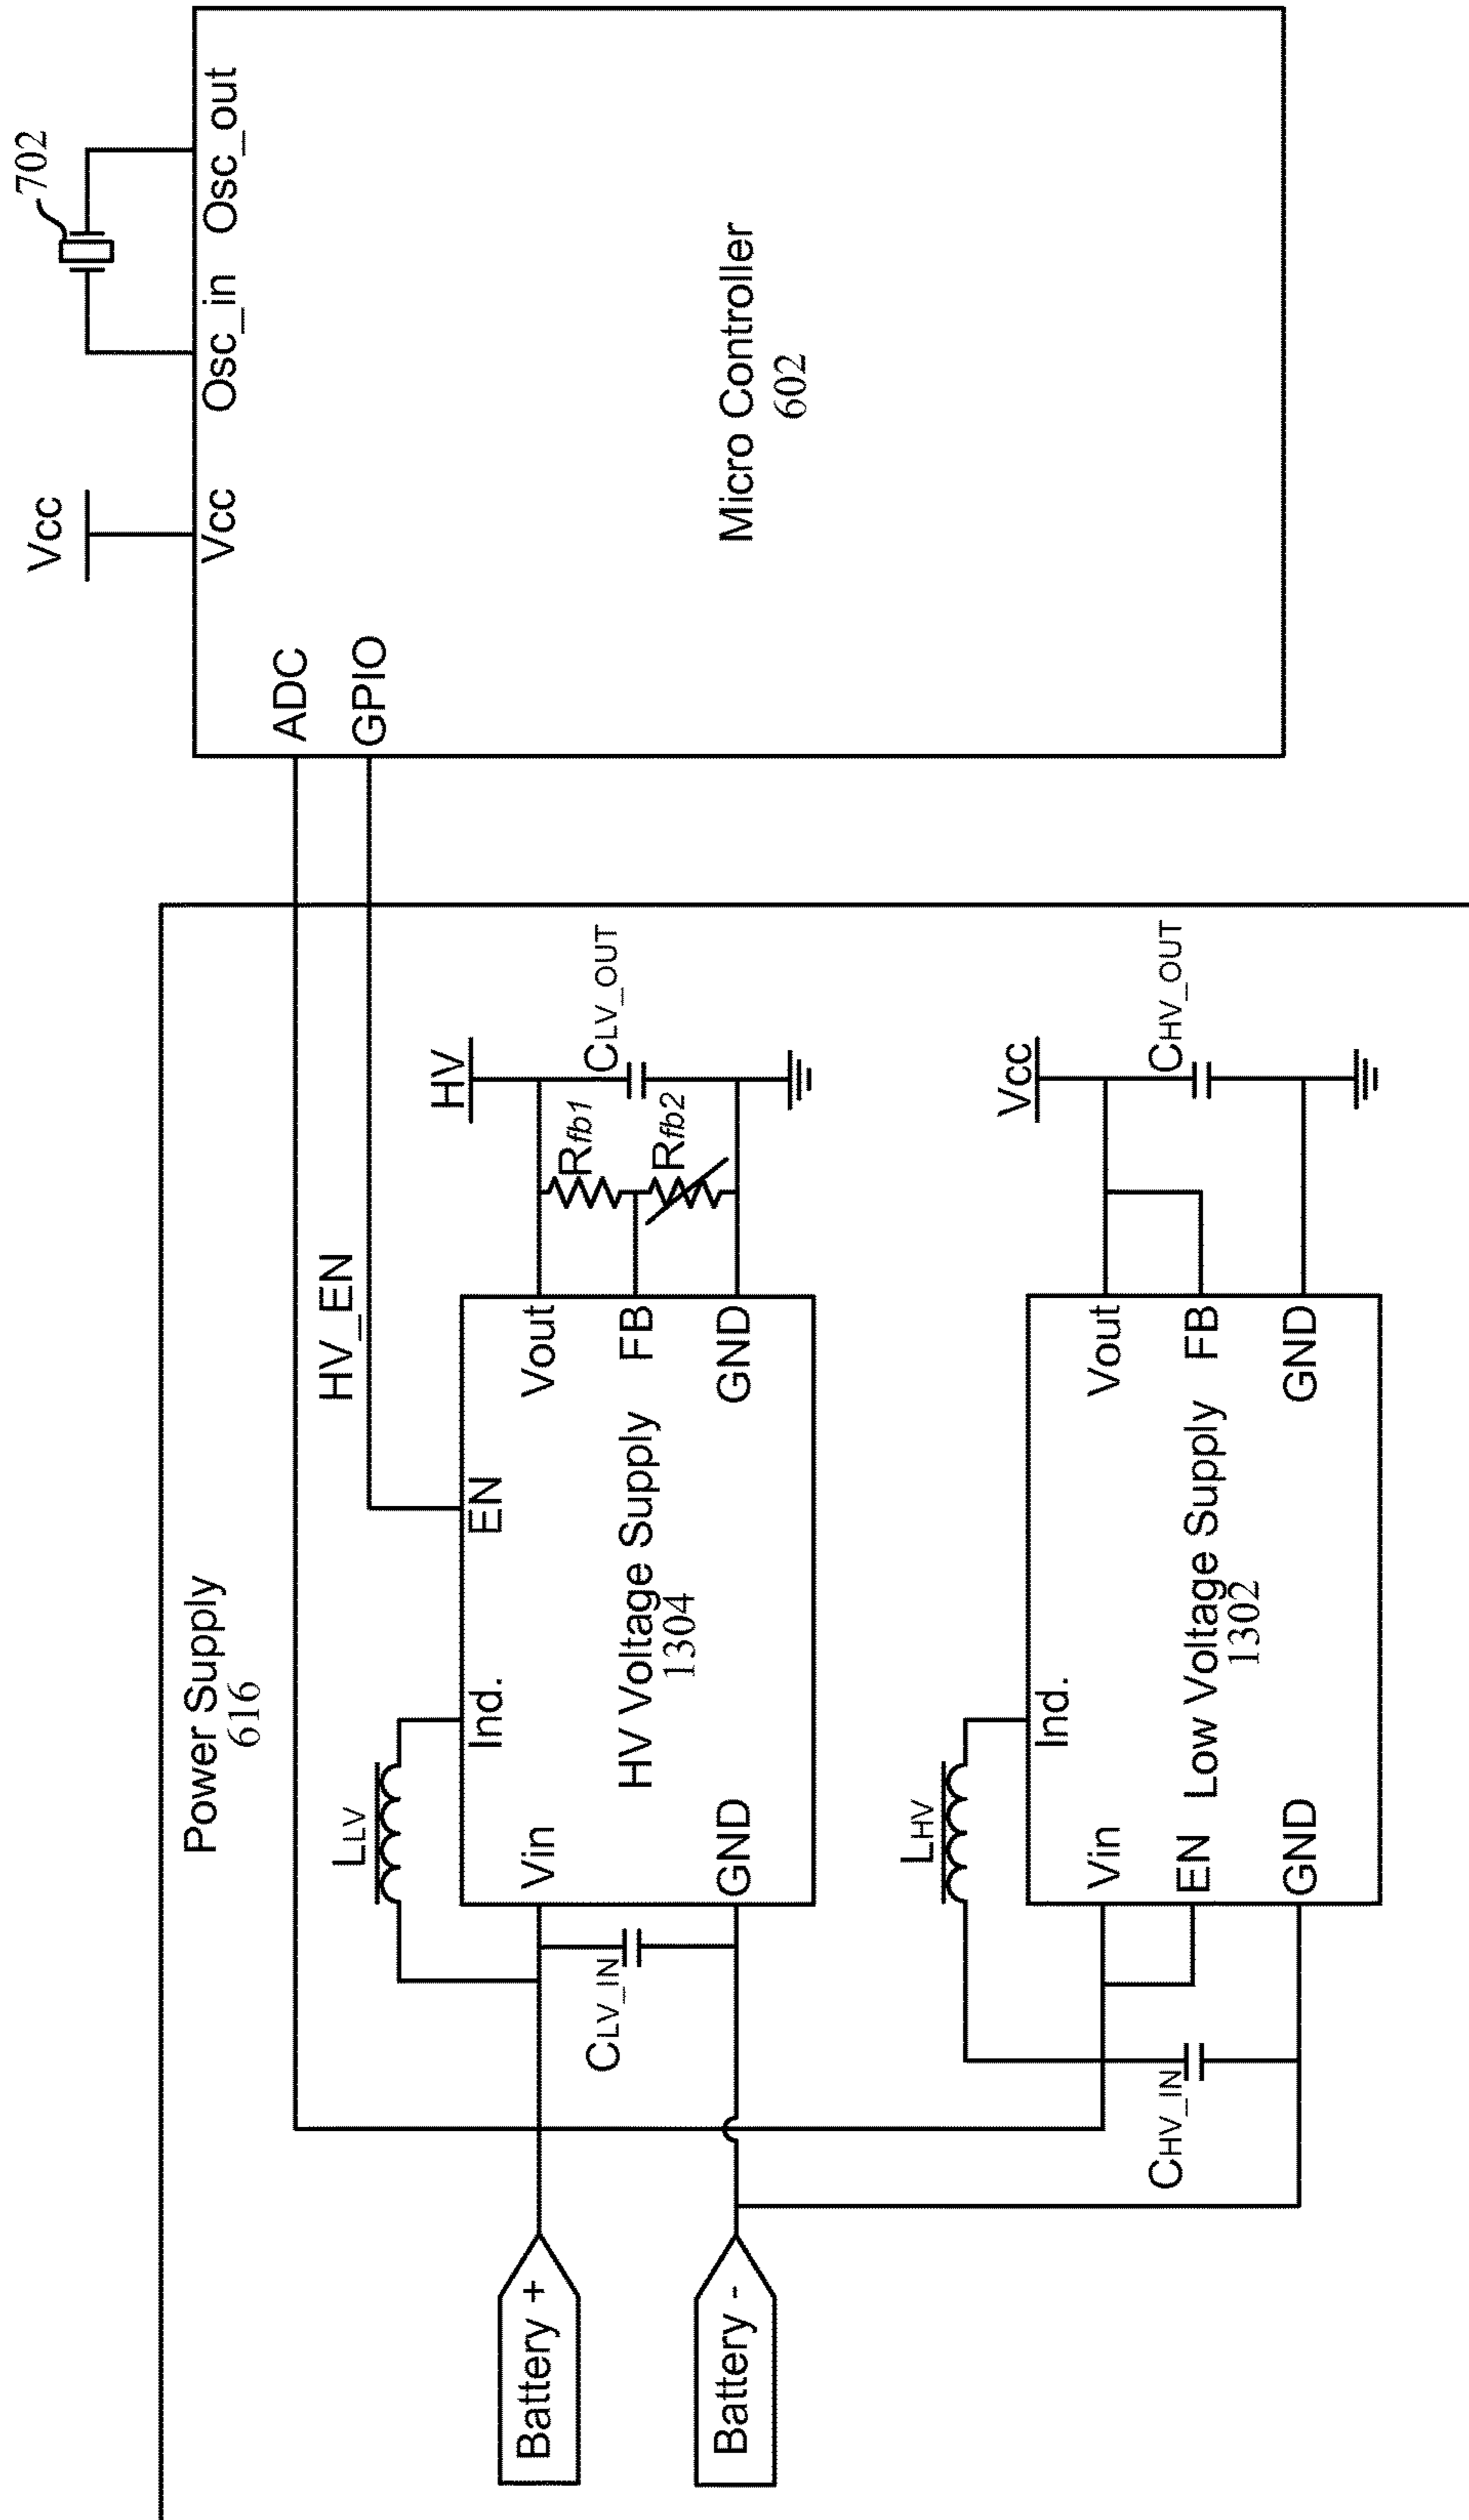 Power Supply
616
Battery +
Battery -
LLV
CLV_IN
Vin
GND
Ind.
EN
HV Voltage Supply
1304
Vout
FB
GND
HV_EN
HV
Rfb1
Rfb2
CLV_OUT
LHV
CHV_IN
Vin
EN
GND
Ind.
Low Voltage Supply
1302
Vout
FB
GND
Vcc
CHV_OUT
ADC
GPIO
Vcc
Vcc
Osc_in
Osc_out
702
Micro Controller
602